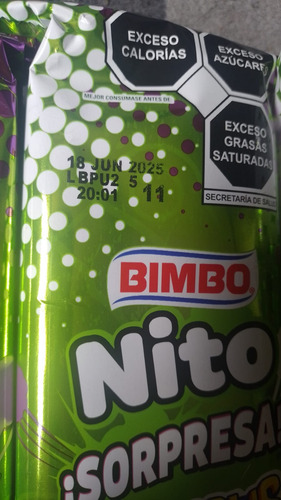 EXCESO
CALORÍAS
EXCESO
AZÚCARES
MEJOR CONSUMASE ANTES DE:
EXCESO
GRASAS
SATURADAS
SECRETARÍA DE SALUD
18 JUN 2025
LBPU2 5 11
20:01
BIMBO
Nito
¡SORPRESA!